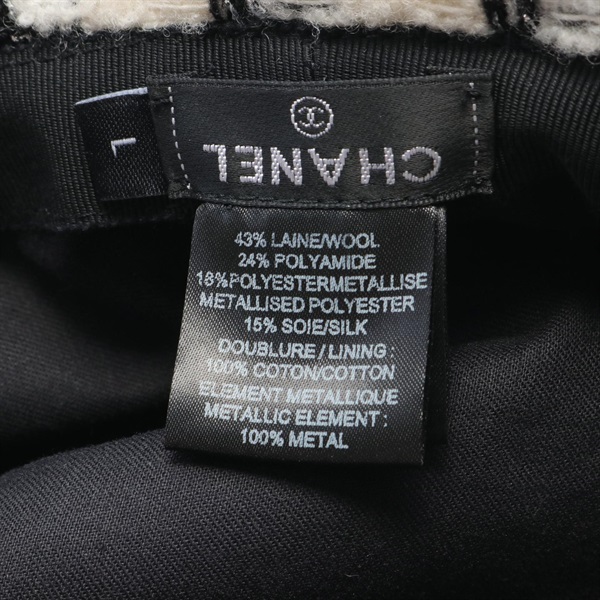 L
CHANEL
43% LAINE/WOOL
24% POLYAMIDE
18%POLYESTERMETALLISE
METALLISED POLYESTER
15% SOIE/SILK
DOUBLURE / LINING :
100% COTON/COTTON
ELEMENT METALLIQUE
METALLIC ELEMENT :
100% METAL